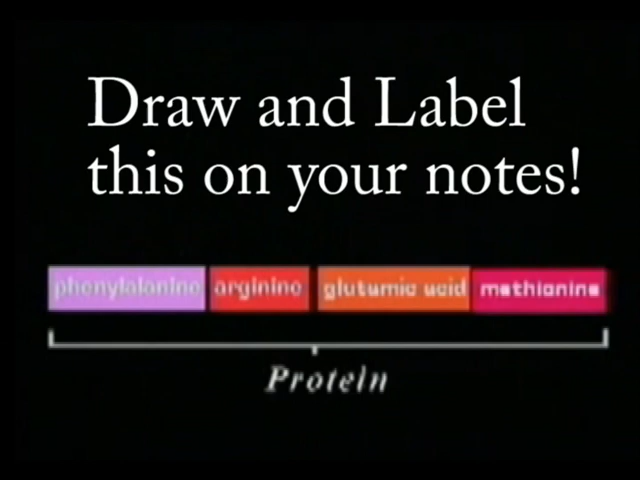 Draw and Label
this on your notes!
phenylalanine arginine glutamic acid methionine
Protein